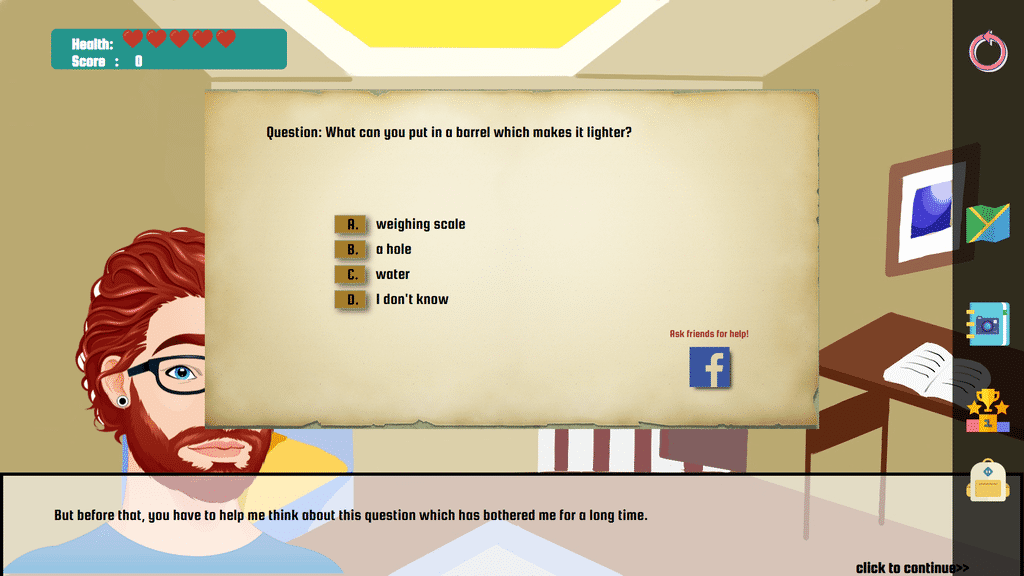 Health:
Score : 0
Question: What can you put in a barrel which makes it lighter?
A. weighing scale
B. a hole
C. water
D. I don't know
Ask friends for help!
f
1
But before that, you have to help me think about this question which has bothered me for a long time.
click to continue>>